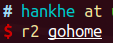 # hankhe at u
$ r2 gohome